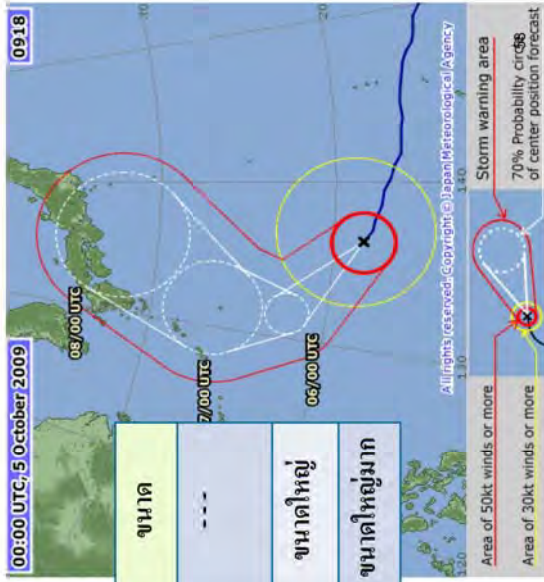 00:00 UTC, 5 October 2009
0918
40
30
20
140
130
120
08/00 UTC
7/00 UTC
06/00 UTC
ขนาด
---
ขนาดใหญ่
ขนาดใหญ่มาก
All rights reserved. Copyright © Japan Meteorological Agency
Area of 50kt winds or more
Area of 30kt winds or more
Storm warning area
58
70% Probability circle
of center position forecast